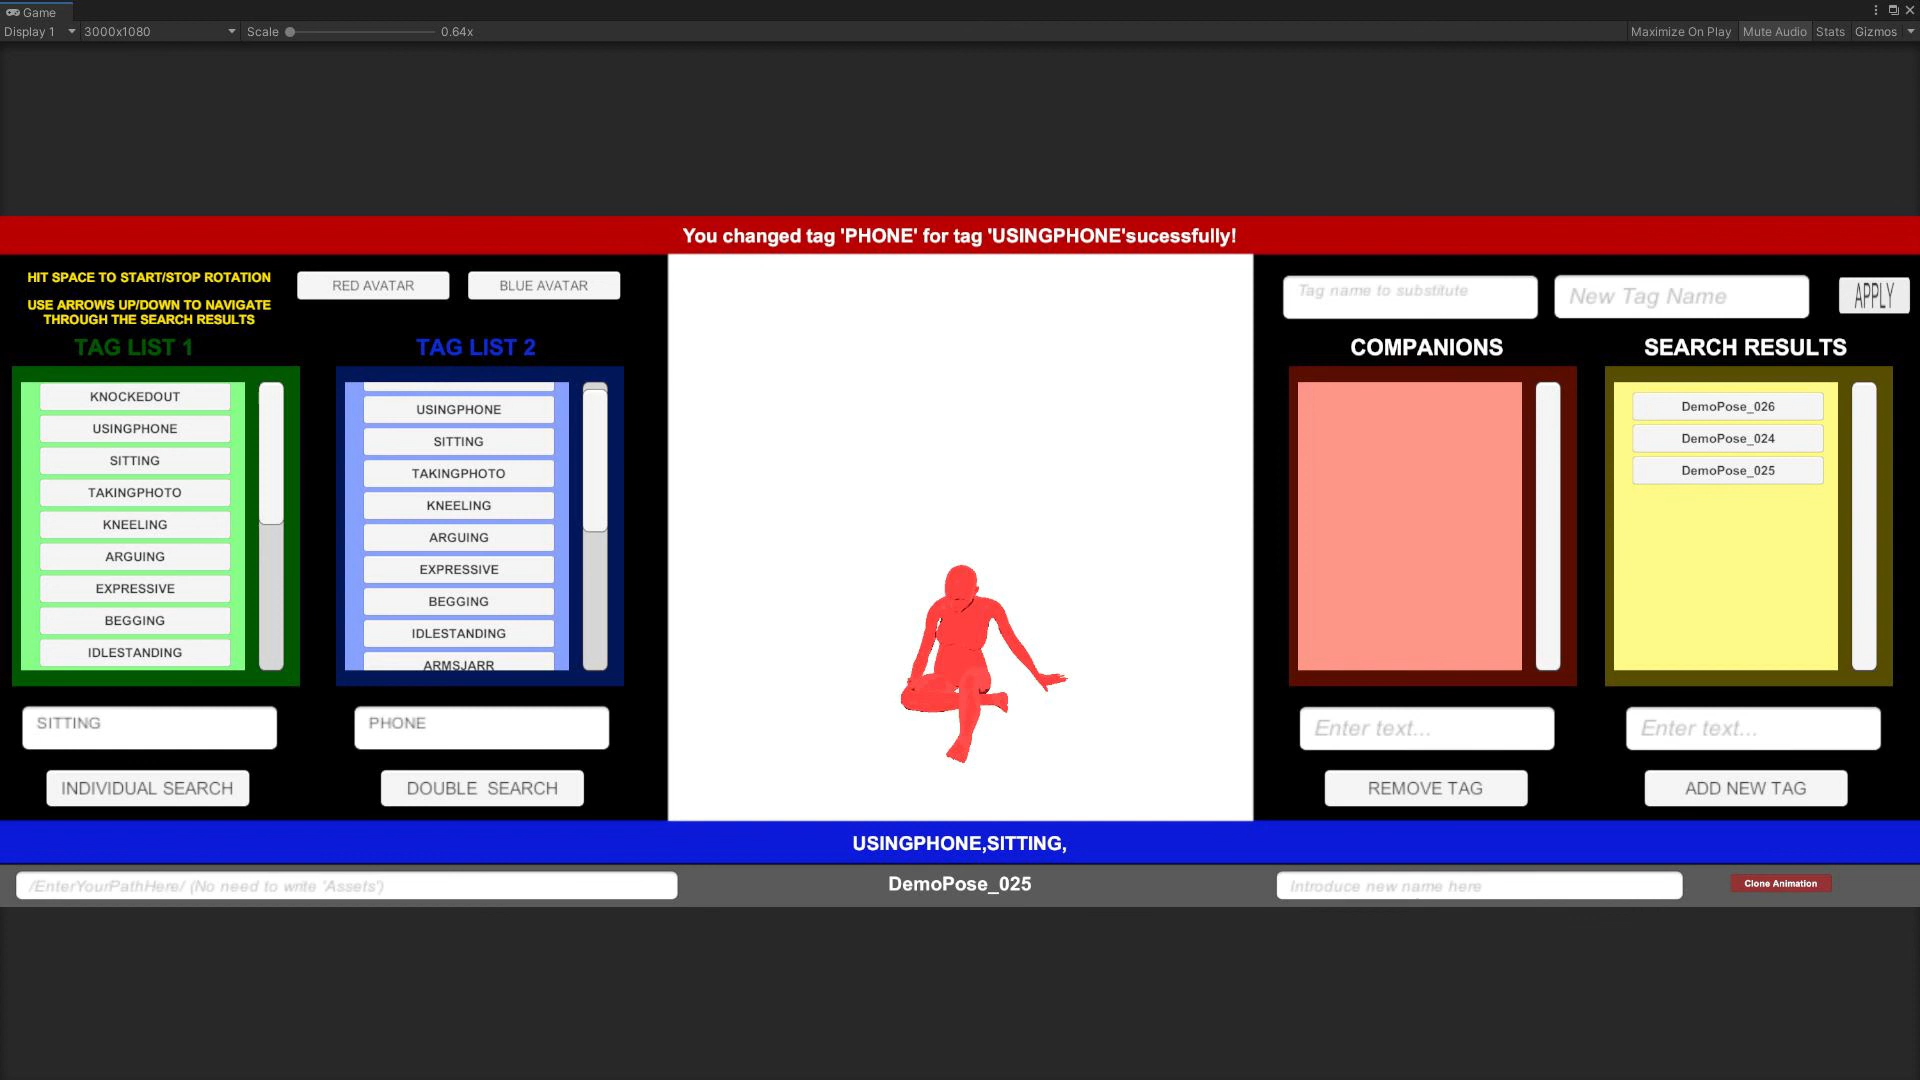 Game
Display 1
3000x1080
Scale
0.64x
Maximize On Play
Mute Audio
Stats
Gizmos
You changed tag 'PHONE' for tag 'USINGPHONE'sucessfully!
HIT SPACE TO START/STOP ROTATION
USE ARROWS UP/DOWN TO NAVIGATE
THROUGH THE SEARCH RESULTS
RED AVATAR
BLUE AVATAR
TAG LIST 1
KNOCKEDOUT
USINGPHONE
SITTING
TAKINGPHOTO
KNEELING
ARGUING
EXPRESSIVE
BEGGING
IDLESTANDING
SITTING
INDIVIDUAL SEARCH
TAG LIST 2
USINGPHONE
SITTING
TAKINGPHOTO
KNEELING
ARGUING
EXPRESSIVE
BEGGING
IDLESTANDING
ARMSJARR
PHONE
DOUBLE SEARCH
Tag name to substitute
New Tag Name
APPLY
COMPANIONS
Enter text...
REMOVE TAG
SEARCH RESULTS
DemoPose_026
DemoPose_024
DemoPose_025
Enter text...
ADD NEW TAG
USINGPHONE,SITTING,
/EnterYourPathHere/ (No need to write 'Assets')
DemoPose_025
Introduce new name here
Clone Animation